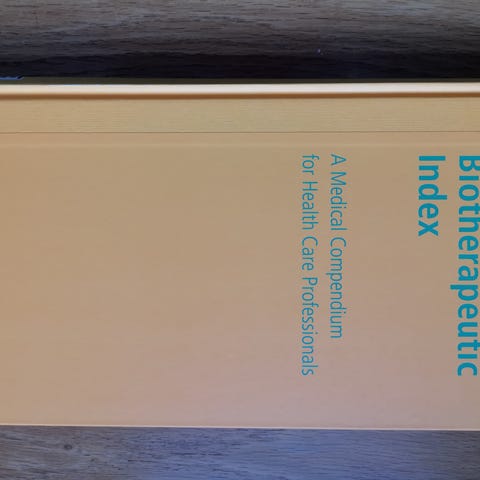 Biotherapeutic
Index
A Medical Compendium
for Health Care Professionals